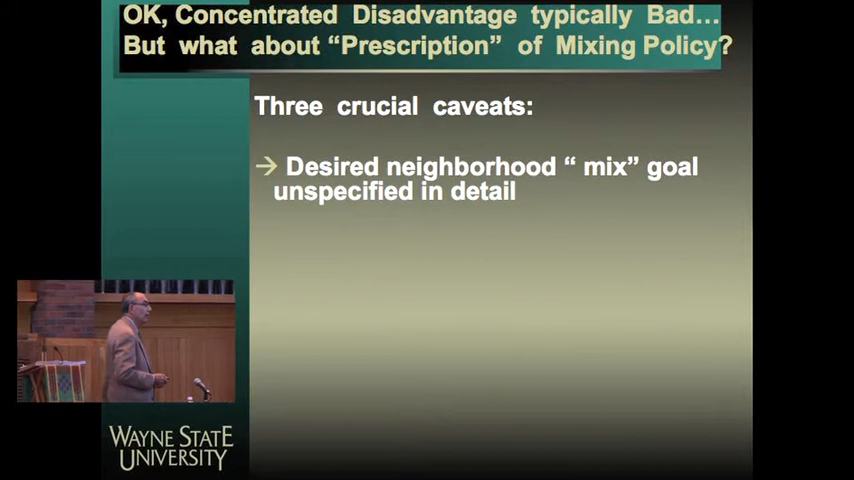 OK, Concentrated Disadvantage typically Bad…
But what about “Prescription” of Mixing Policy?
Three crucial caveats:
→ Desired neighborhood “ mix” goal
unspecified in detail
WAYNE STATE
UNIVERSITY